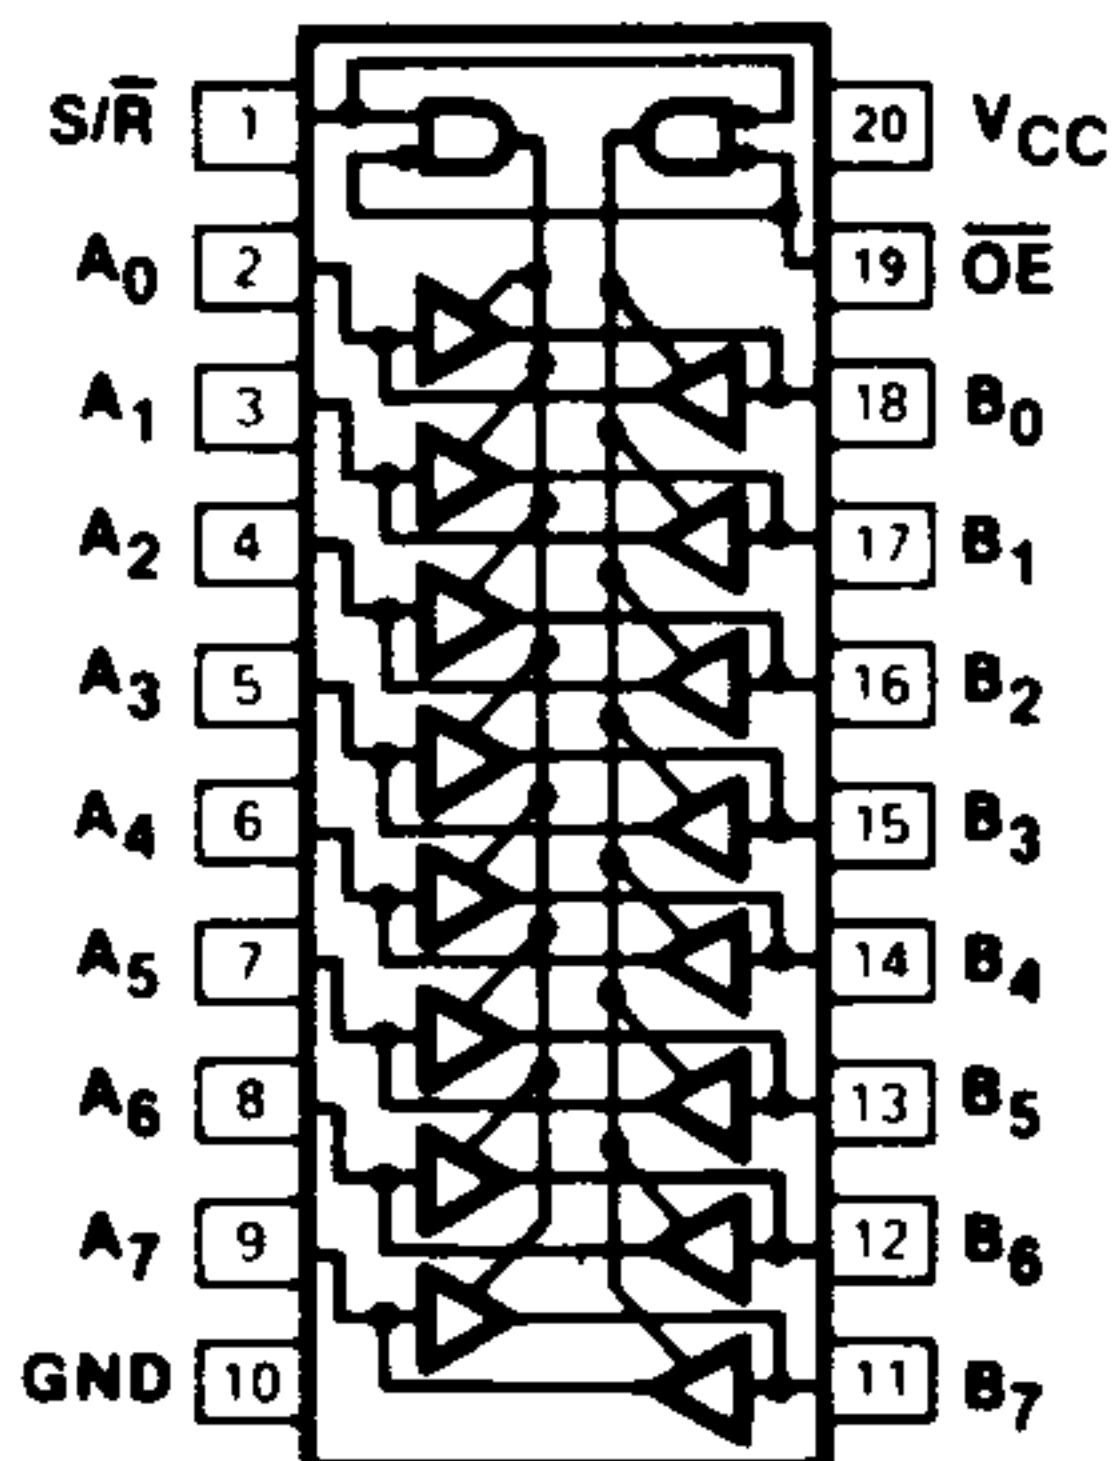 S/R̅ 1 20 VCC
A0 2 19 O̅E̅
A1 3 18 B0
A2 4 17 B1
A3 5 16 B2
A4 6 15 B3
A5 7 14 B4
A6 8 13 B5
A7 9 12 B6
GND 10 11 B7